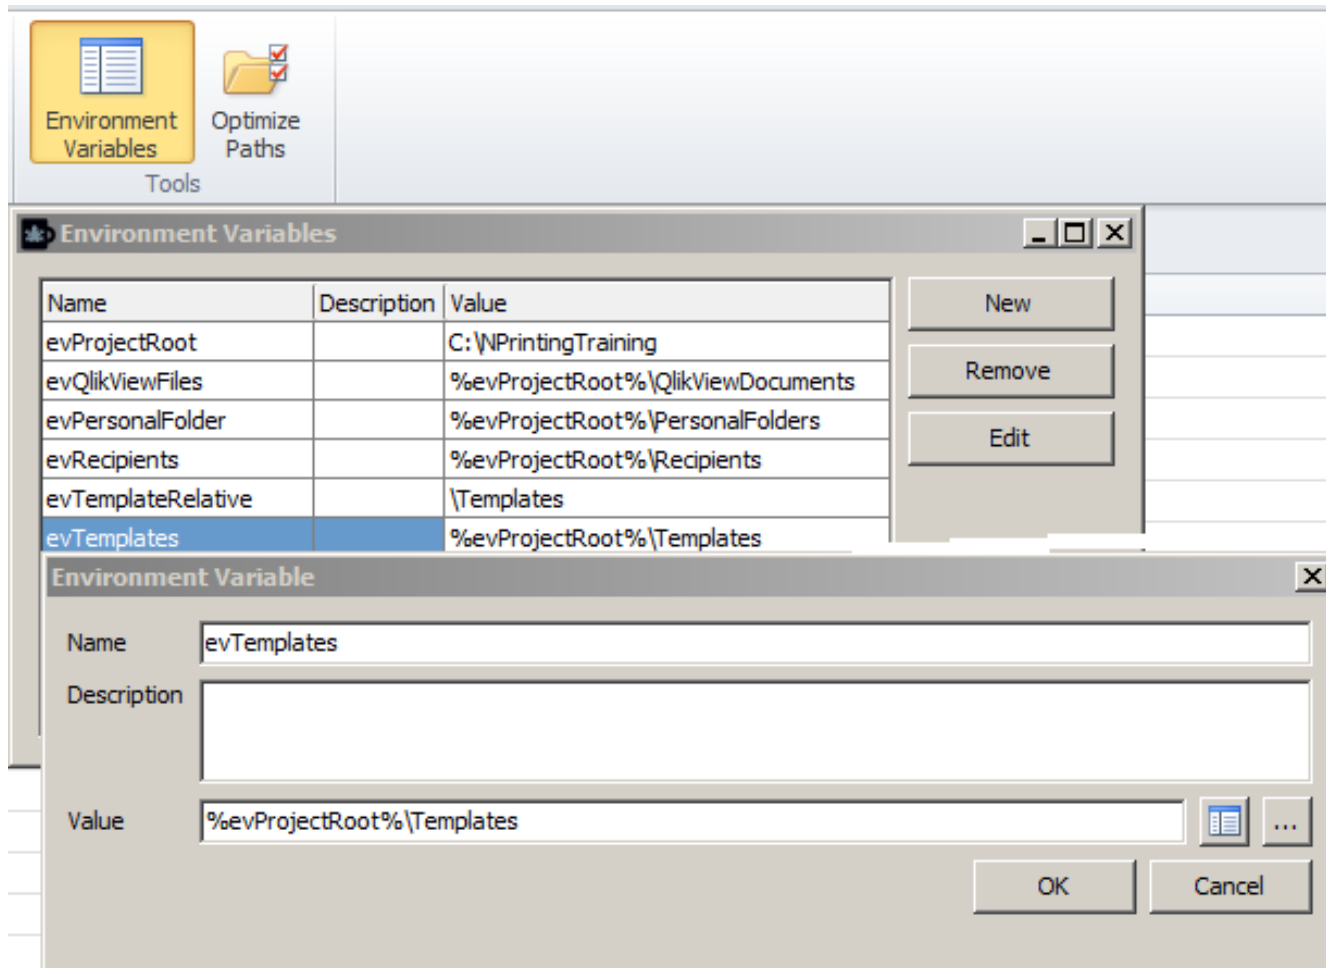 Environment Variables
Optimize Paths
Tools
Environment Variables
Name Description Value
evProjectRoot C:\NPrintingTraining
evQlikViewFiles %evProjectRoot%\QlikViewDocuments
evPersonalFolder %evProjectRoot%\PersonalFolders
evRecipients %evProjectRoot%\Recipients
evTemplateRelative \Templates
evTemplates %evProjectRoot%\Templates
New
Remove
Edit
Environment Variable
Name evTemplates
Description
Value %evProjectRoot%\Templates ...
OK Cancel